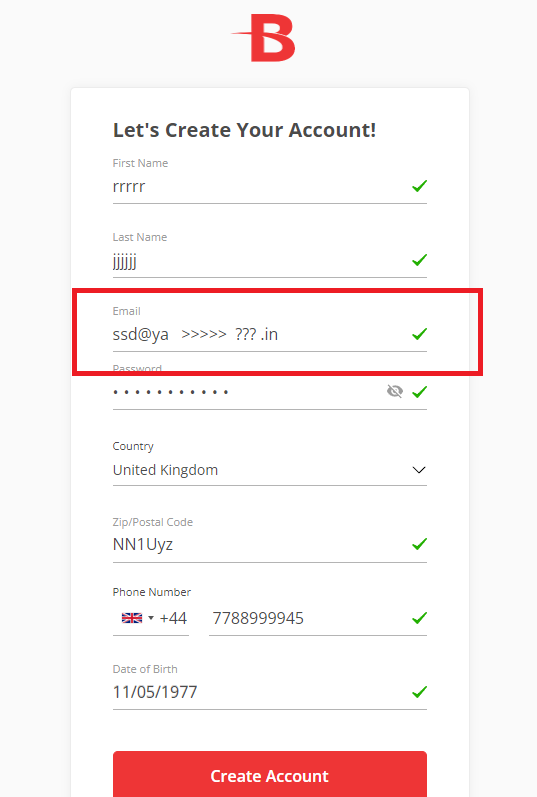 B
Let's Create Your Account!
First Name
rrrrr
Last Name
jjjjjj
Email
ssd@ya   >>>>>  ??? .in
Password
• • • • • • • • • • •
Country
United Kingdom
Zip/Postal Code
NN1Uyz
Phone Number
+44 7788999945
Date of Birth
11/05/1977
Create Account